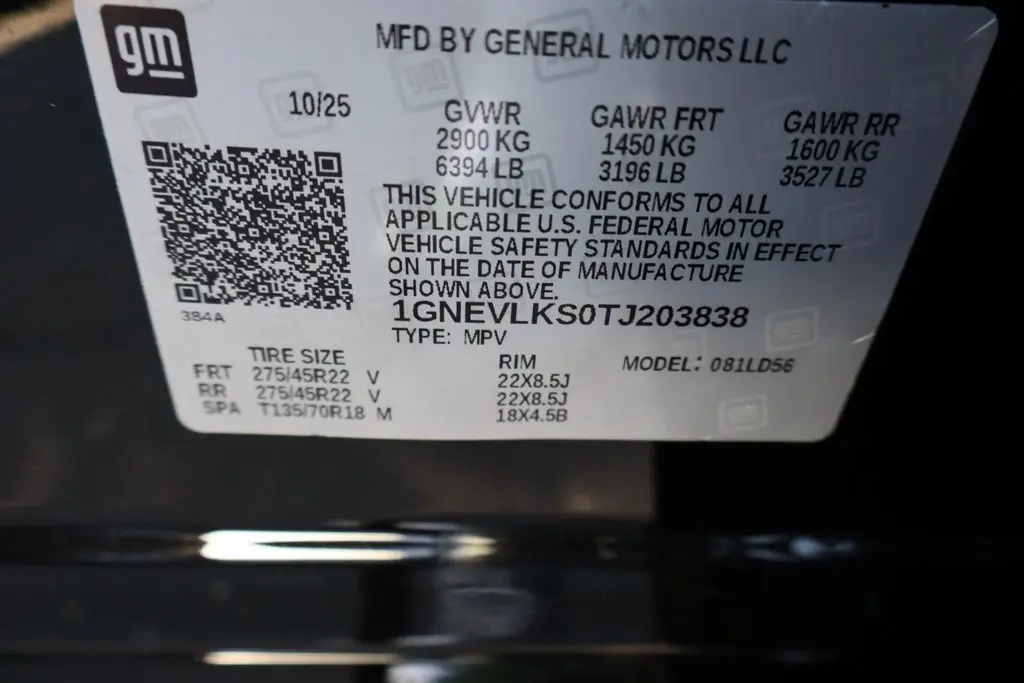 gm
MFD BY GENERAL MOTORS LLC
10/25
GVWR GAWR FRT GAWR RR
2900 KG 1450 KG 1600 KG
6394 LB 3196 LB 3527 LB
THIS VEHICLE CONFORMS TO ALL
APPLICABLE U.S. FEDERAL MOTOR
VEHICLE SAFETY STANDARDS IN EFFECT
ON THE DATE OF MANUFACTURE
SHOWN ABOVE.
384A
1GNEVLKS0TJ203838
TYPE: MPV
TIRE SIZE RIM MODEL: 081LD56
FRT 275/45R22 V 22X8.5J
RR 275/45R22 V 22X8.5J
SPA T135/70R18 M 18X4.5B